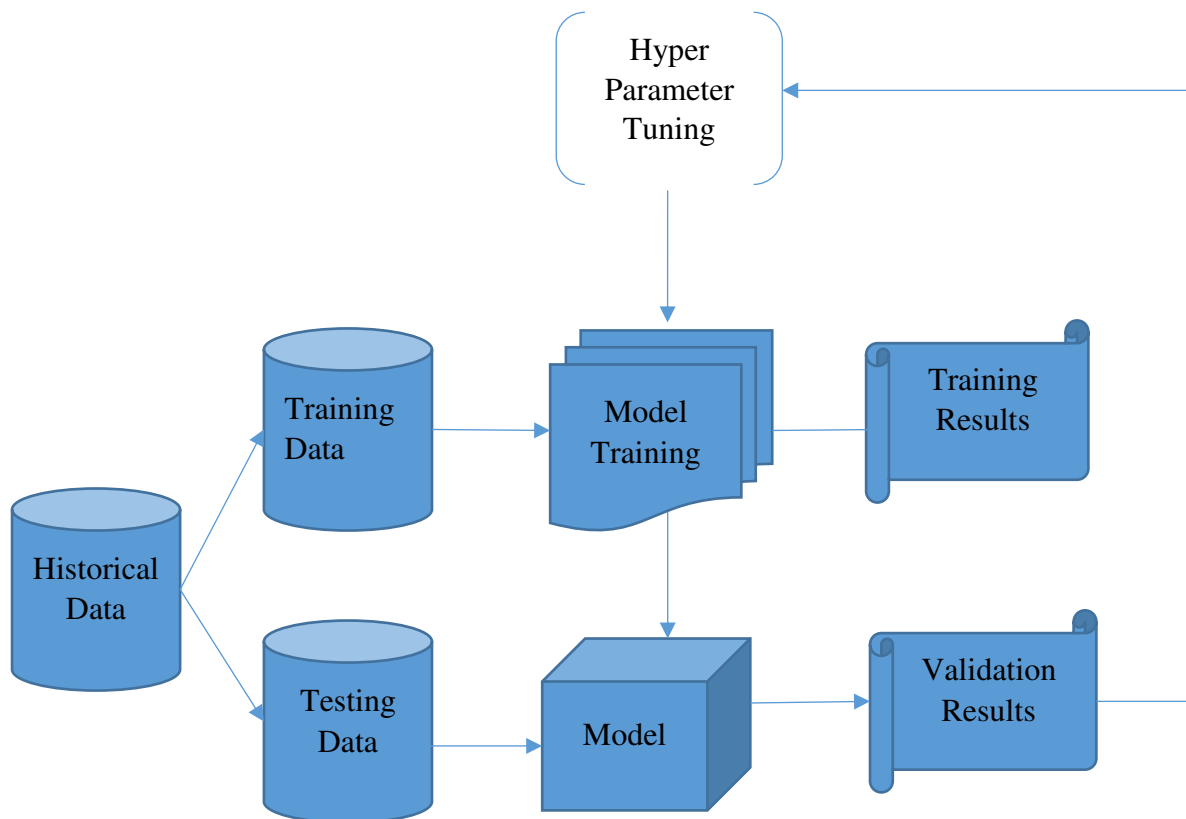 Hyper
Parameter
Tuning
Training
Data
Model
Training
Training
Results
Historical
Data
Testing
Data
Model
Validation
Results